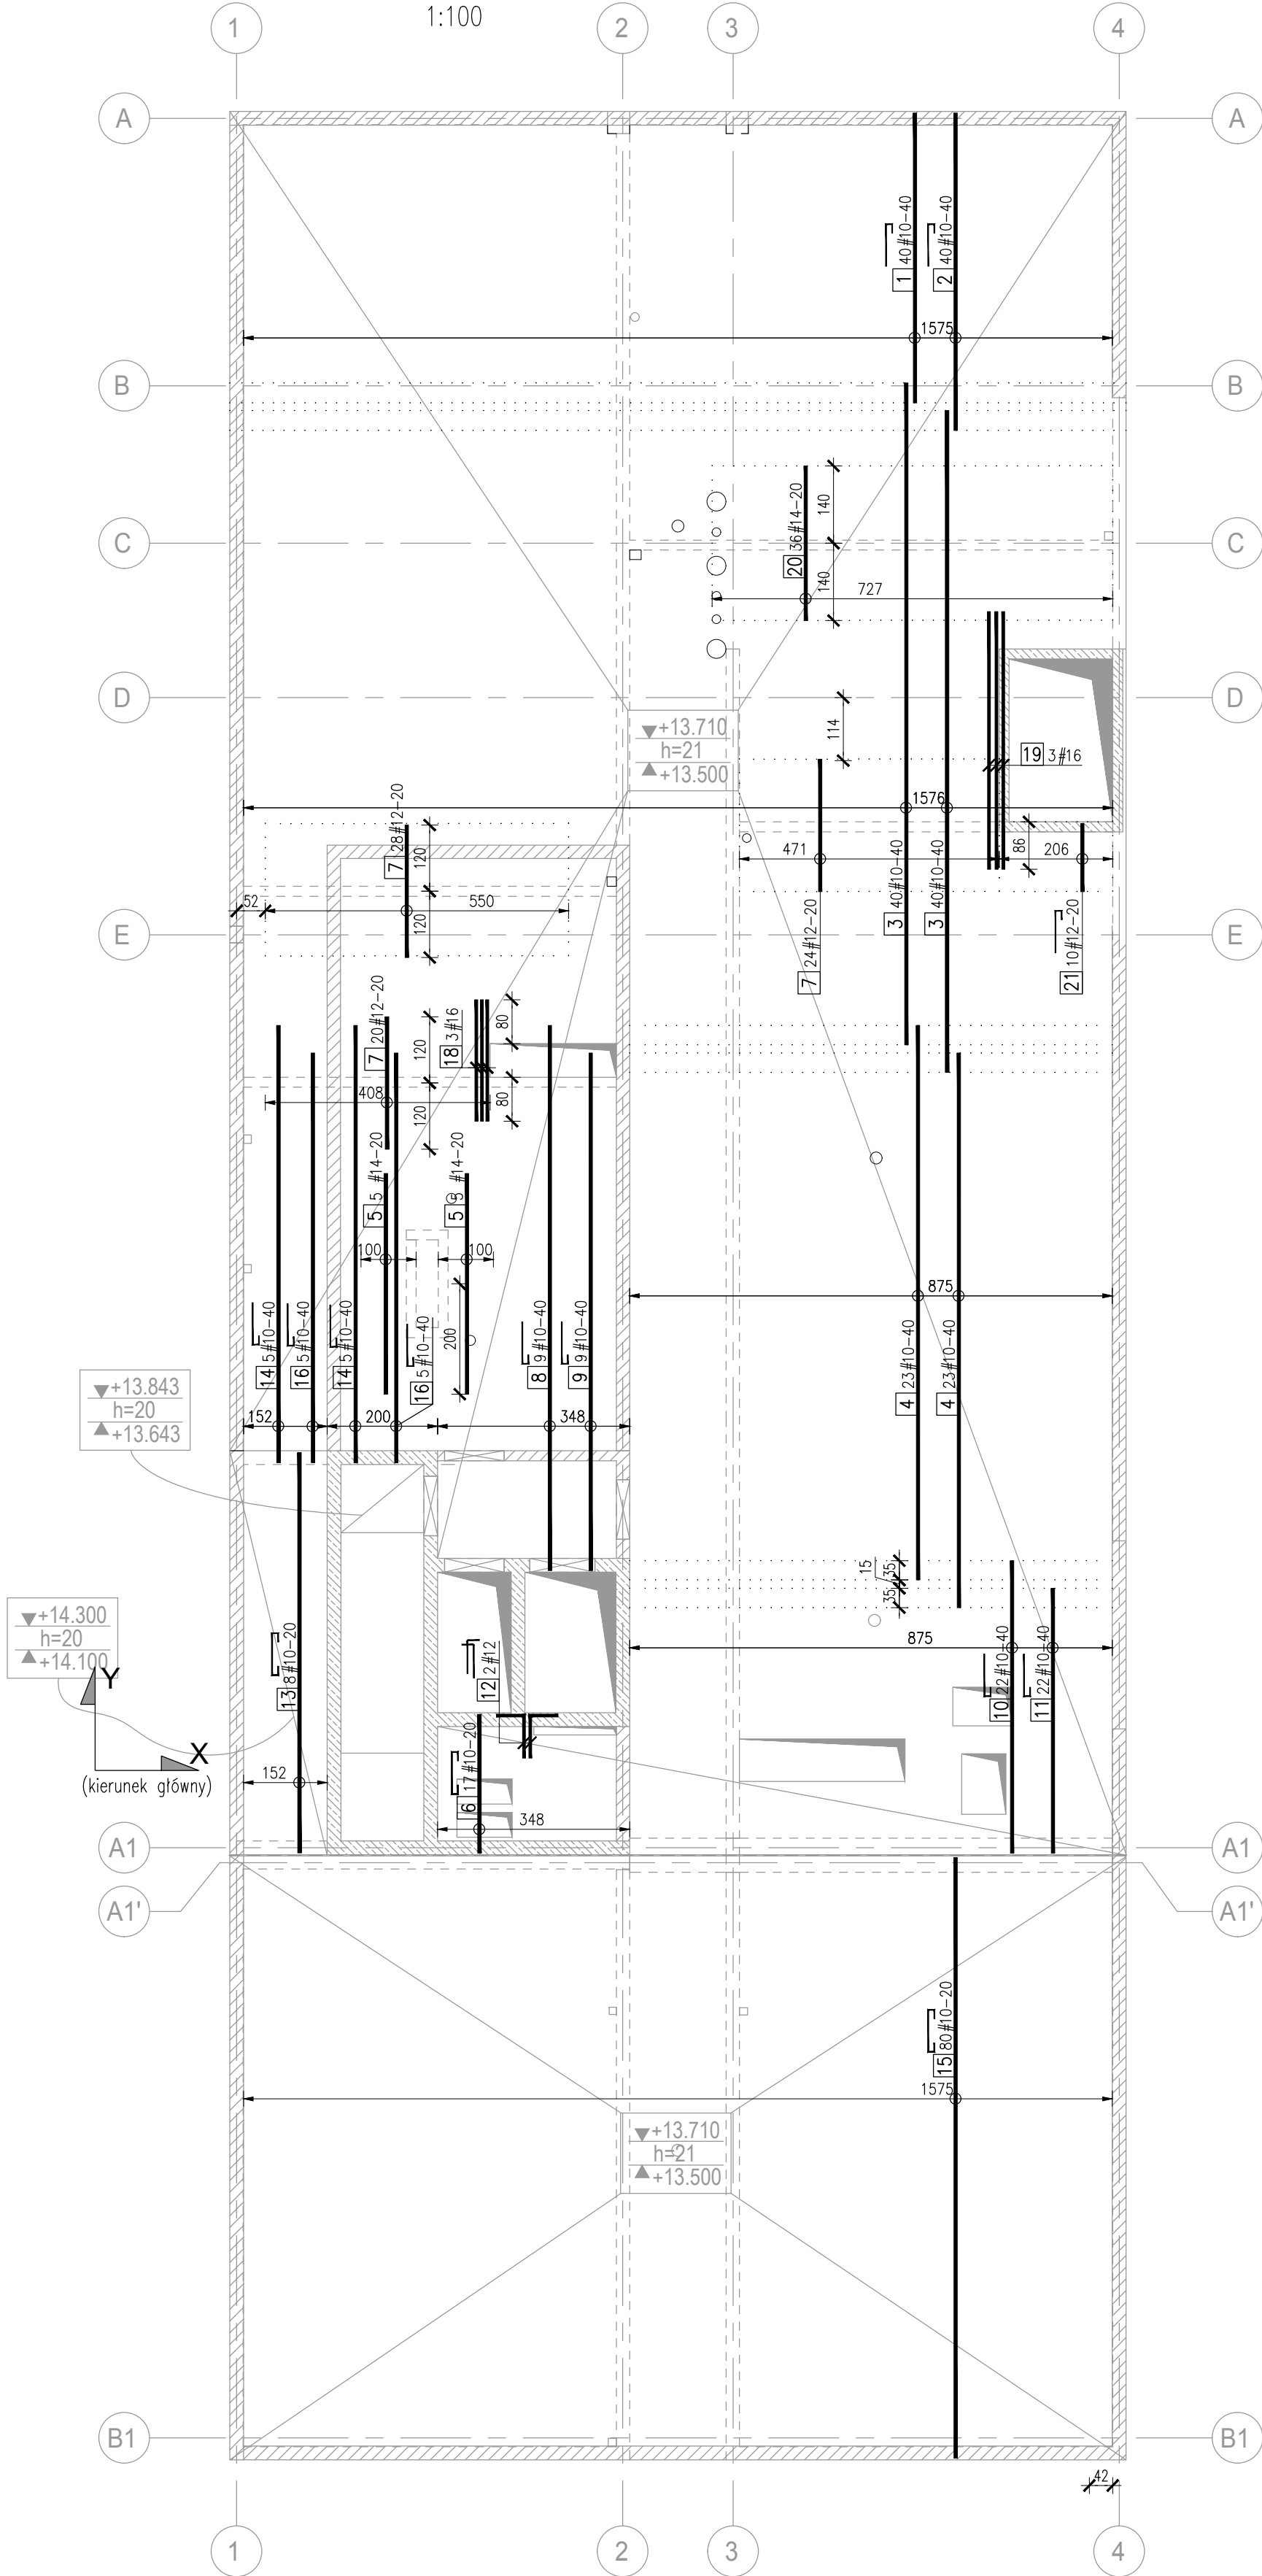 1:100
1
2
3
4
A
A
1 40#10-40
2 40#10-40
1575
B
B
140
20 36#14-20
140
C
C
727
114
19 3#16
D
D
+13.710
h=21
+13.500
1576
7 28#12-20
120
120
52
550
471
86
206
3 40#10-40
3 40#10-40
7 24#12-20
21 10#12-20
E
E
7 20#12-20
120
120
18 3#16
80
80
408
5 5 #14-20
5 5 #14-20
100
100
200
875
14 5#10-40
16 5#10-40
14 5#10-40
16 5#10-40
8 9 #10-40
9 9 #10-40
4 23#10-40
4 23#10-40
+13.843
h=20
+13.643
152
200
348
15
35
35
+14.300
h=20
+14.100
Y
X
(kierunek główny)
13 8#10-20
12 2#12
875
10 22#10-40
11 22#10-40
152
6 17#10-20
348
A1
A1
A1'
A1'
15 80#10-20
1575
+13.710
h=21
+13.500
B1
B1
42
1
2
3
4